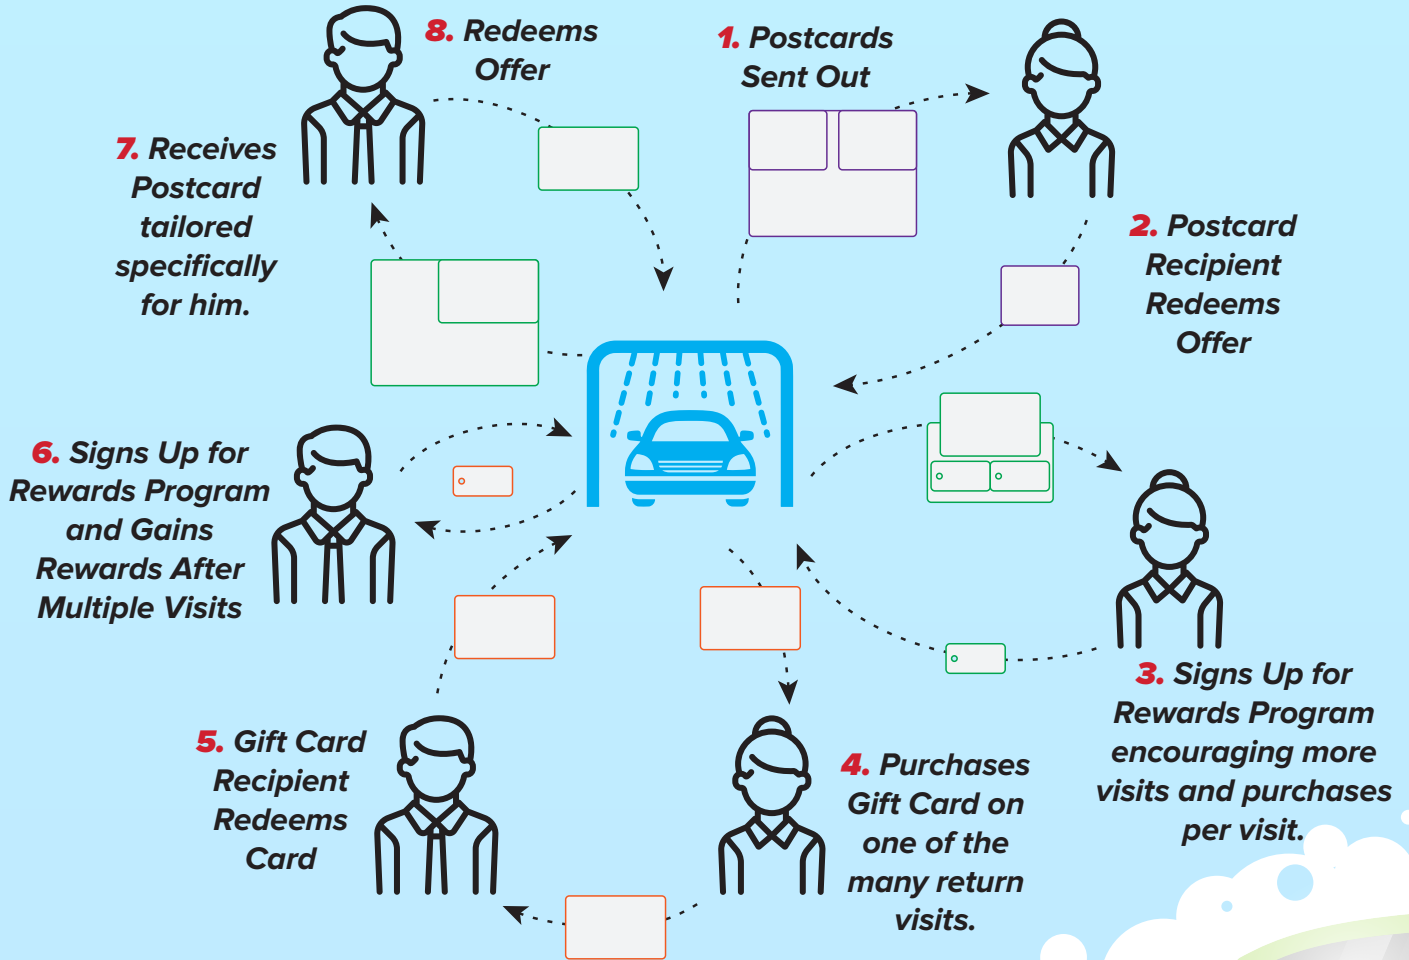 1. Postcards
Sent Out
2. Postcard
Recipient
Redeems
Offer
3. Signs Up for
Rewards Program
encouraging more
visits and purchases
per visit.
4. Purchases
Gift Card on
one of the
many return
visits.
5. Gift Card
Recipient
Redeems
Card
6. Signs Up for
Rewards Program
and Gains
Rewards After
Multiple Visits
7. Receives
Postcard
tailored
specifically
for him.
8. Redeems
Offer